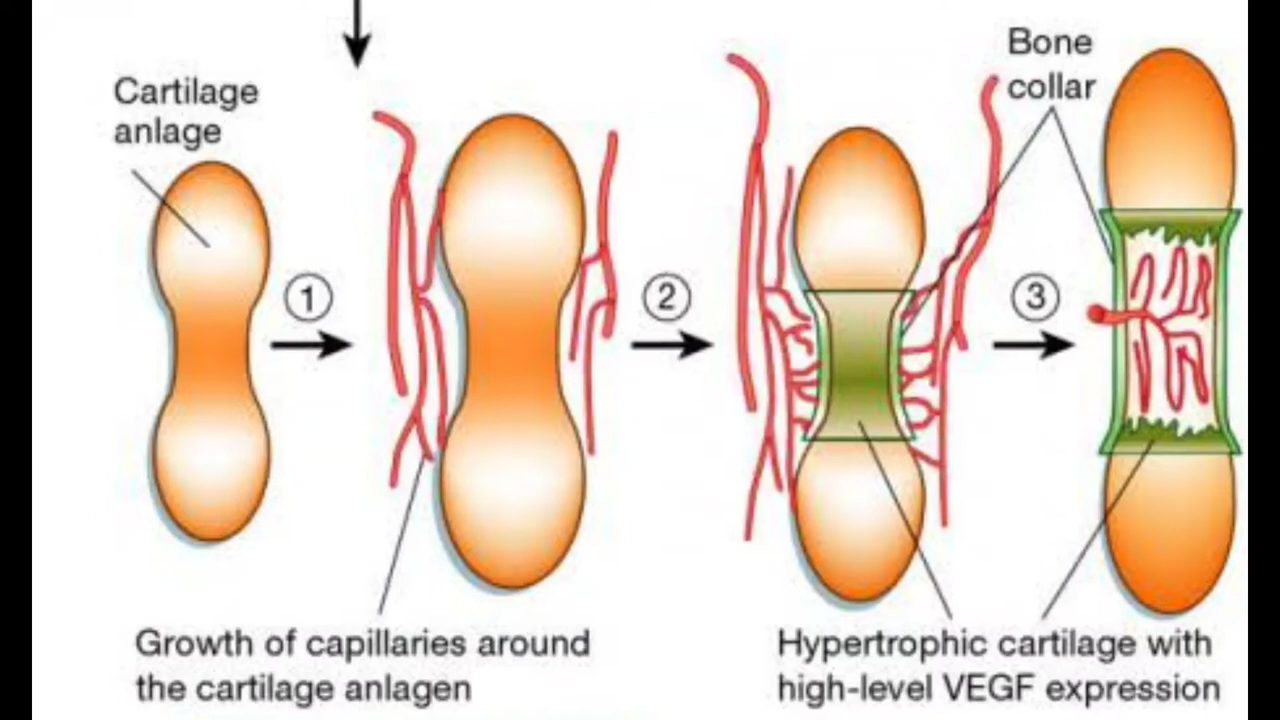 Bone
collar
Cartilage
anlage
1
2
3
Growth of capillaries around
the cartilage anlagen
Hypertrophic cartilage with
high-level VEGF expression